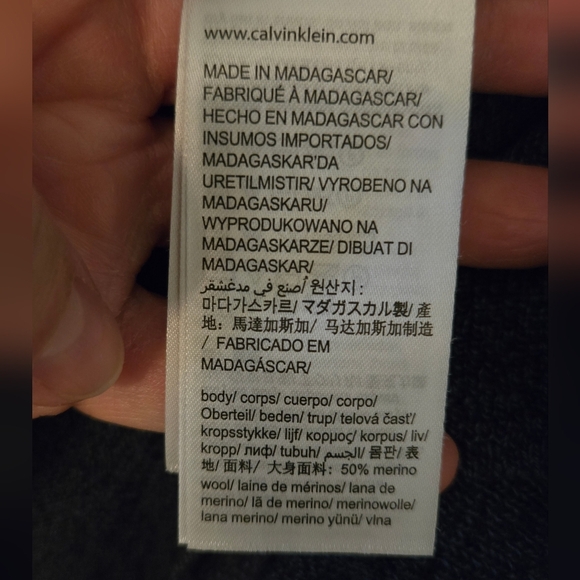 www.calvinklein.com
MADE IN MADAGASCAR/
FABRIQUÉ À MADAGASCAR/
HECHO EN MADAGASCAR CON
INSUMOS IMPORTADOS/
MADAGASKAR'DA
URETILMISTIR/ VYROBENO NA
MADAGASKARU/
WYPRODUKOWANO NA
MADAGASKARZE/ DIBUAT DI
MADAGASKAR/
أُصنع في مدغشقر/ 원산지:
마다가스카르/ マダガスカル製/ 產
地：馬達加斯加/ 马达加斯加制造
/ FABRICADO EM
MADAGÁSCAR/
body/ corps/ cuerpo/ corpo/
Oberteil/ beden/ trup/ telová časť/
kropsstykke/ lijf/ κορμος/ korpus/ liv/
kropp/ лиф/ tubuh/ الجسم/ 몸판/ 表
地/ 面料/ 大身面料: 50% merino
wool/ laine de mérinos/ lana de
merino/ lã de merino/ merinowolle/
lana merino/ merino yünü/ vlna